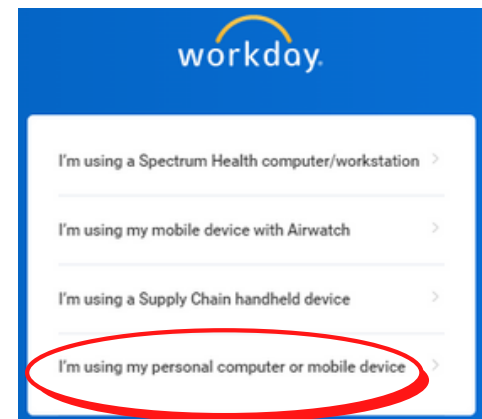 workday.
I'm using a Spectrum Health computer/workstation
I'm using my mobile device with Airwatch
I'm using a Supply Chain handheld device
I'm using my personal computer or mobile device